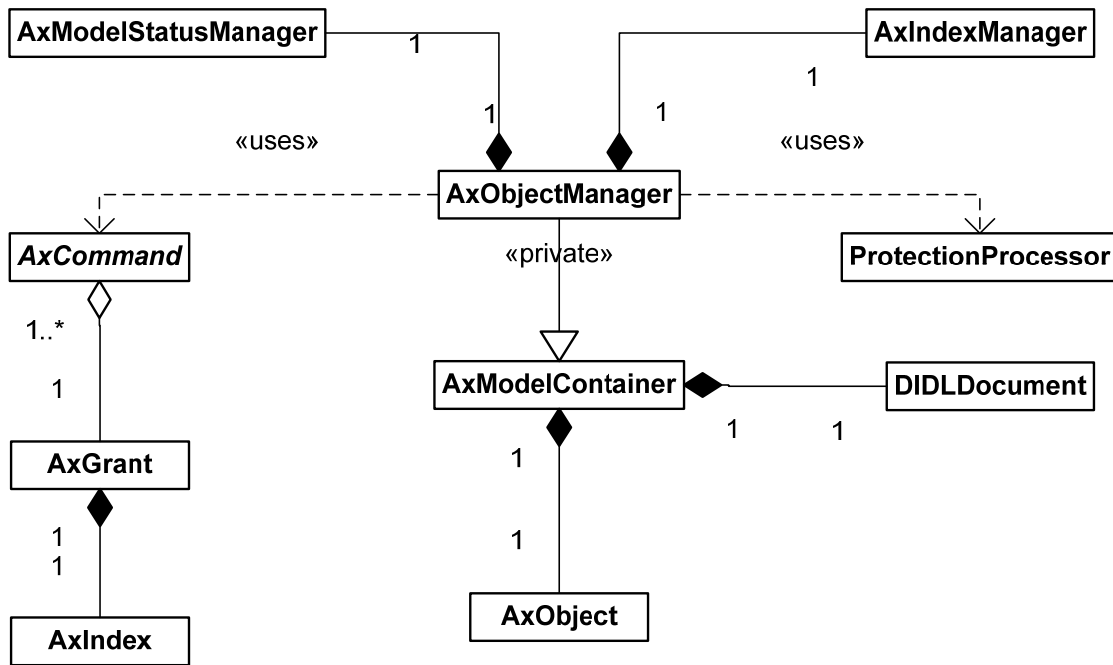 AxModelStatusManager
AxIndexManager
1
1
1
1
«uses»
«uses»
AxObjectManager
«private»
AxCommand
ProtectionProcessor
1..*
1
AxModelContainer
DIDLDocument
1
1
AxGrant
1
1
1
1
AxObject
AxIndex